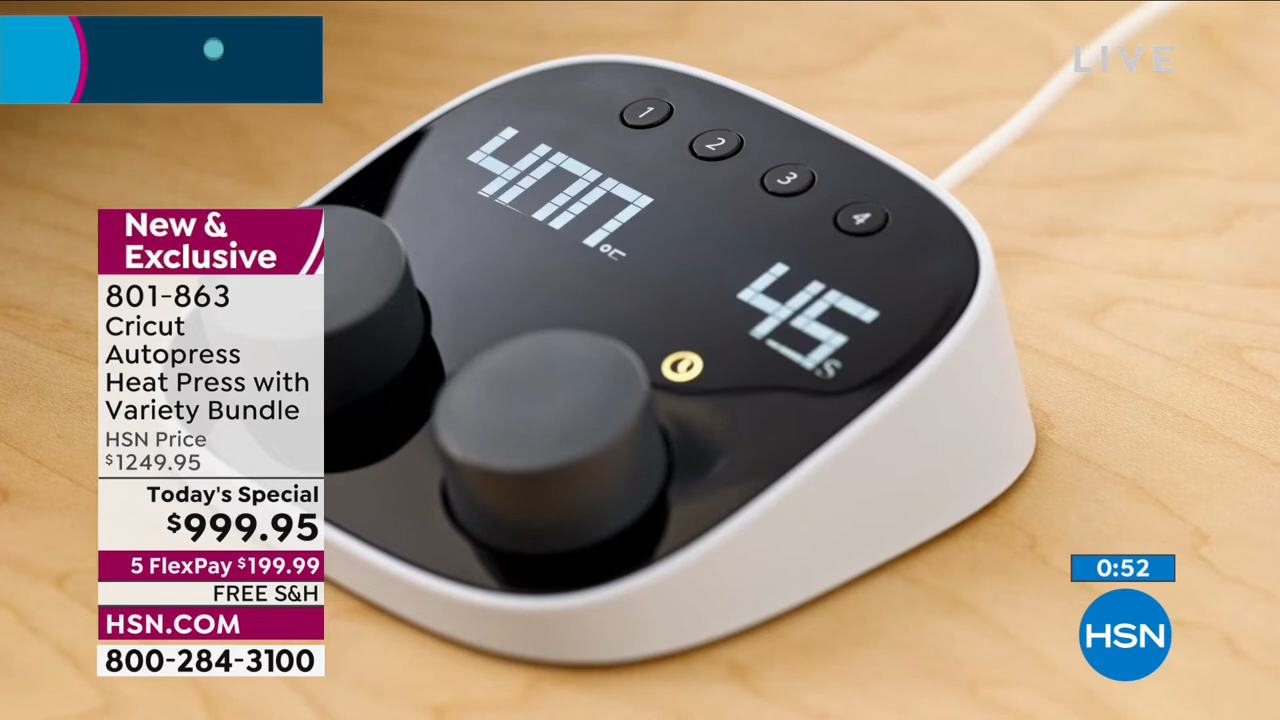 LIVE
1
2
3
4
400
°C
45
s
New &
Exclusive
801-863
Cricut
Autopress
Heat Press with
Variety Bundle
HSN Price
$1249.95
Today's Special
$999.95
5 FlexPay $199.99
FREE S&H
HSN.COM
800-284-3100
0:52
HSN